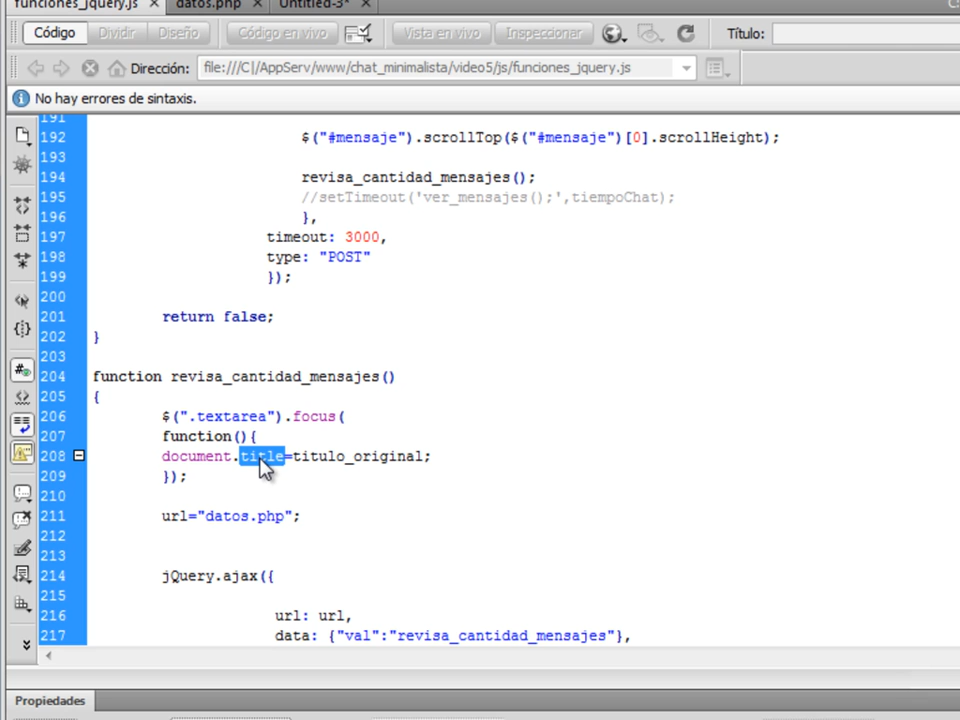 funciones_jquery.js × datos.php × Untitled-3* ×
Código Dividir Diseño Código en vivo Vista en vivo Inspeccionar Título:
Dirección: file:///C|/AppServ/www/chat_minimalista/video5/js/funciones_jquery.js
No hay errores de sintaxis.
191
192 $("#mensaje").scrollTop($("#mensaje")[0].scrollHeight);
193
194 revisa_cantidad_mensajes();
195 //setTimeout('ver_mensajes();',tiempoChat);
196 },
197 timeout: 3000,
198 type: "POST"
199 });
200
201 return false;
202 }
203
204 function revisa_cantidad_mensajes()
205 {
206 $(".textarea").focus(
207 function(){
208 document.title=titulo_original;
209 });
210
211 url="datos.php";
212
213
214 jQuery.ajax({
215
216 url: url,
217 data: {"val":"revisa_cantidad_mensajes"},
Propiedades